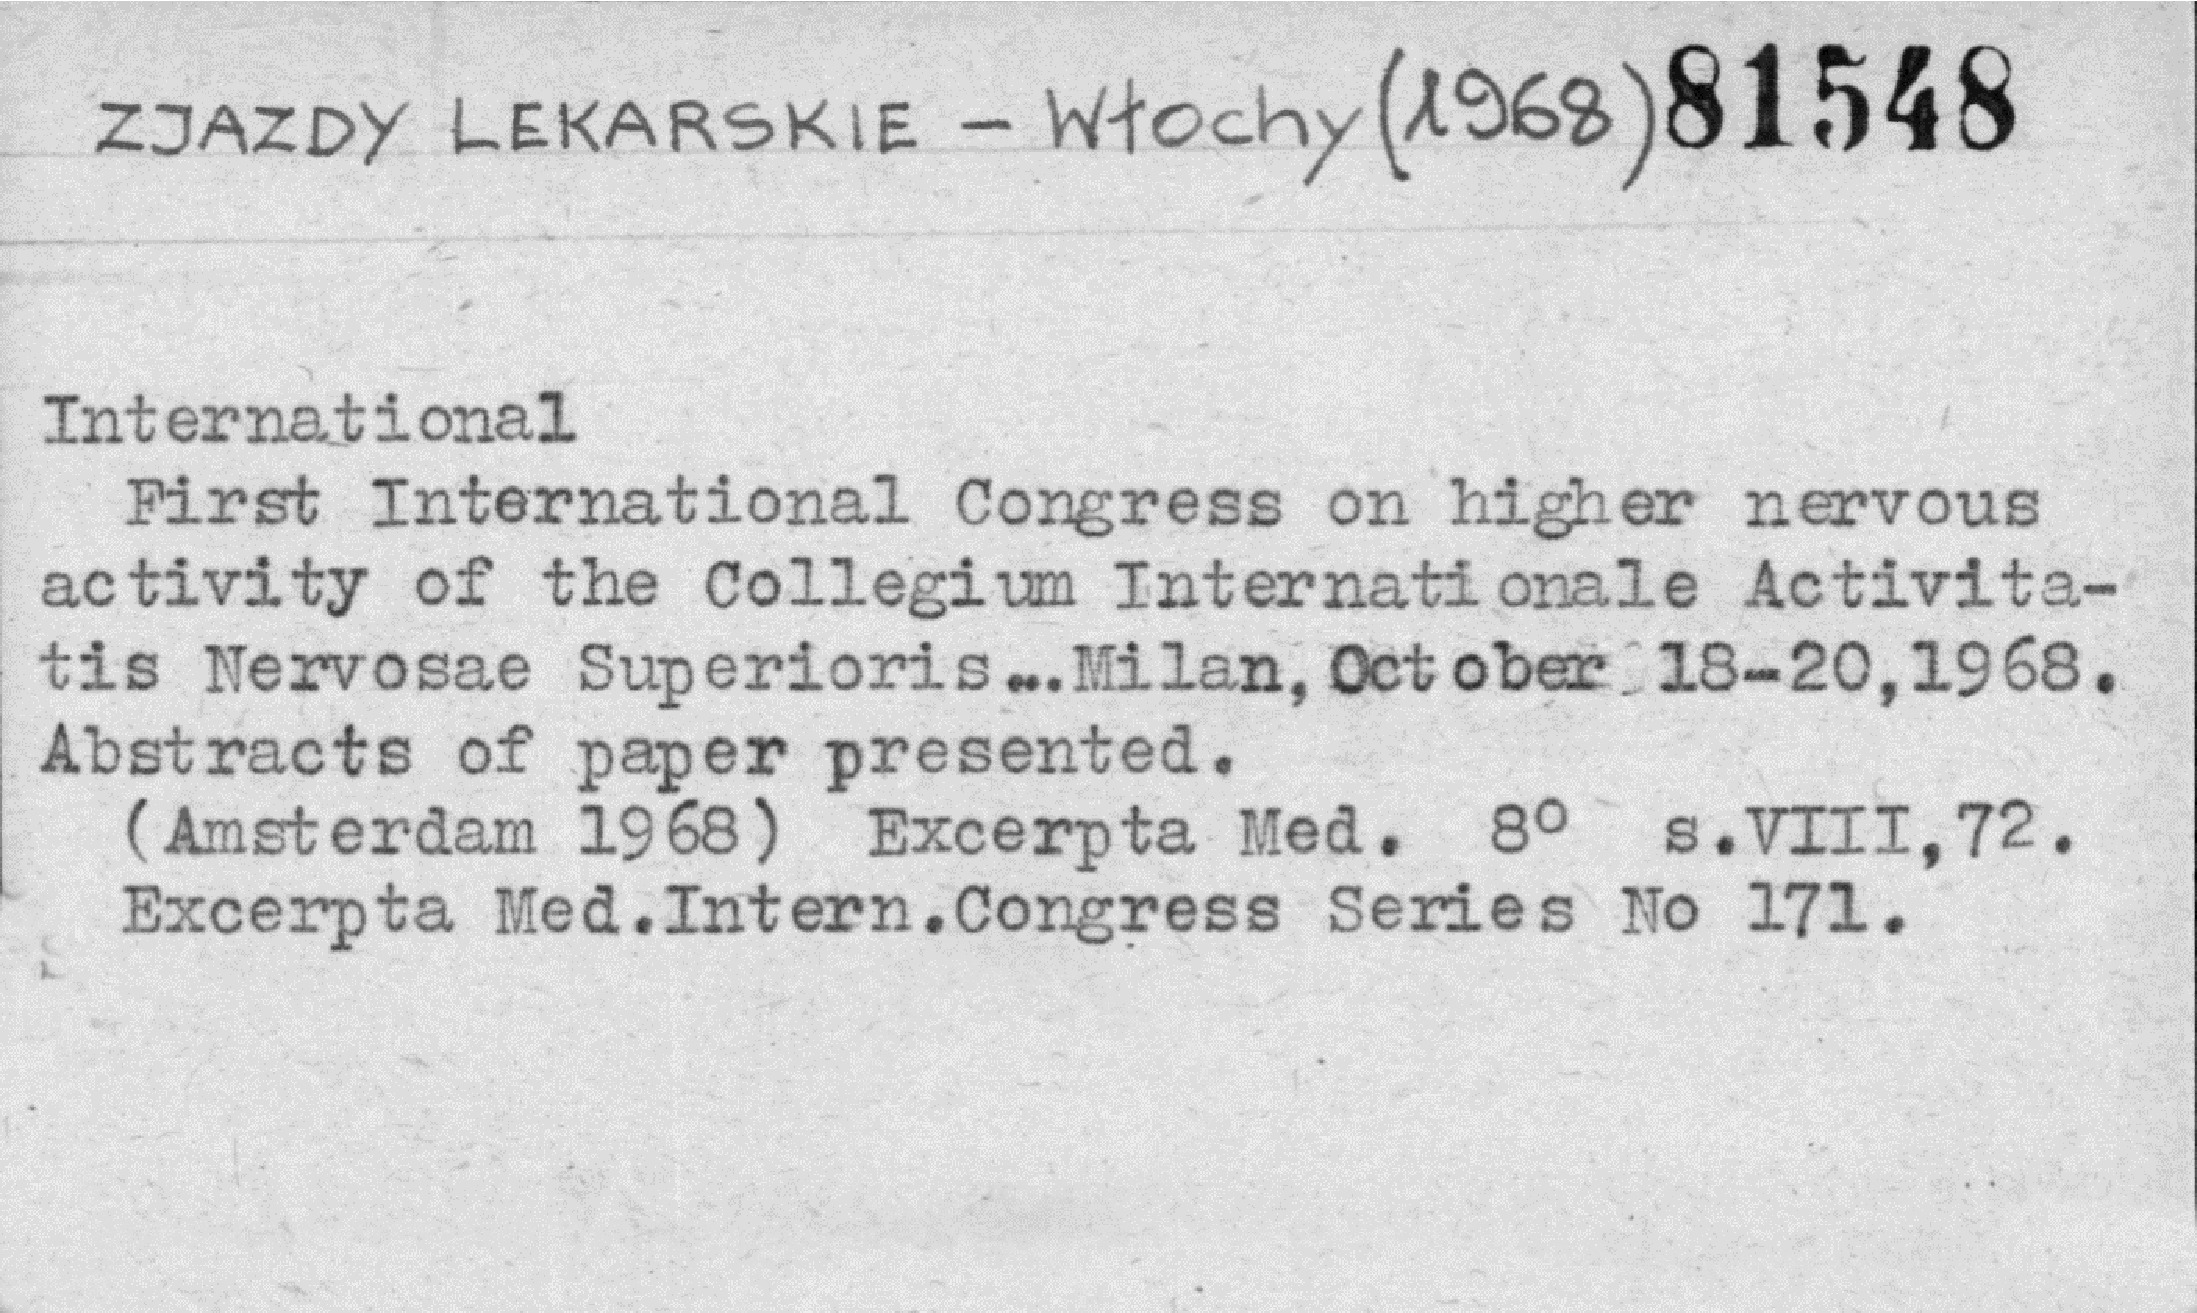 ZJAZDY LEKARSKIE – Włochy (1968) 81548
International
First International Congress on higher nervous
activity of the Collegium Internationale Activita-
tis Nervosae Superioris...Milan, October 18-20,1968.
Abstracts of paper presented.
(Amsterdam 1968) Excerpta Med. 8° s.VIII,72.
Excerpta Med.Intern.Congress Series No 171.